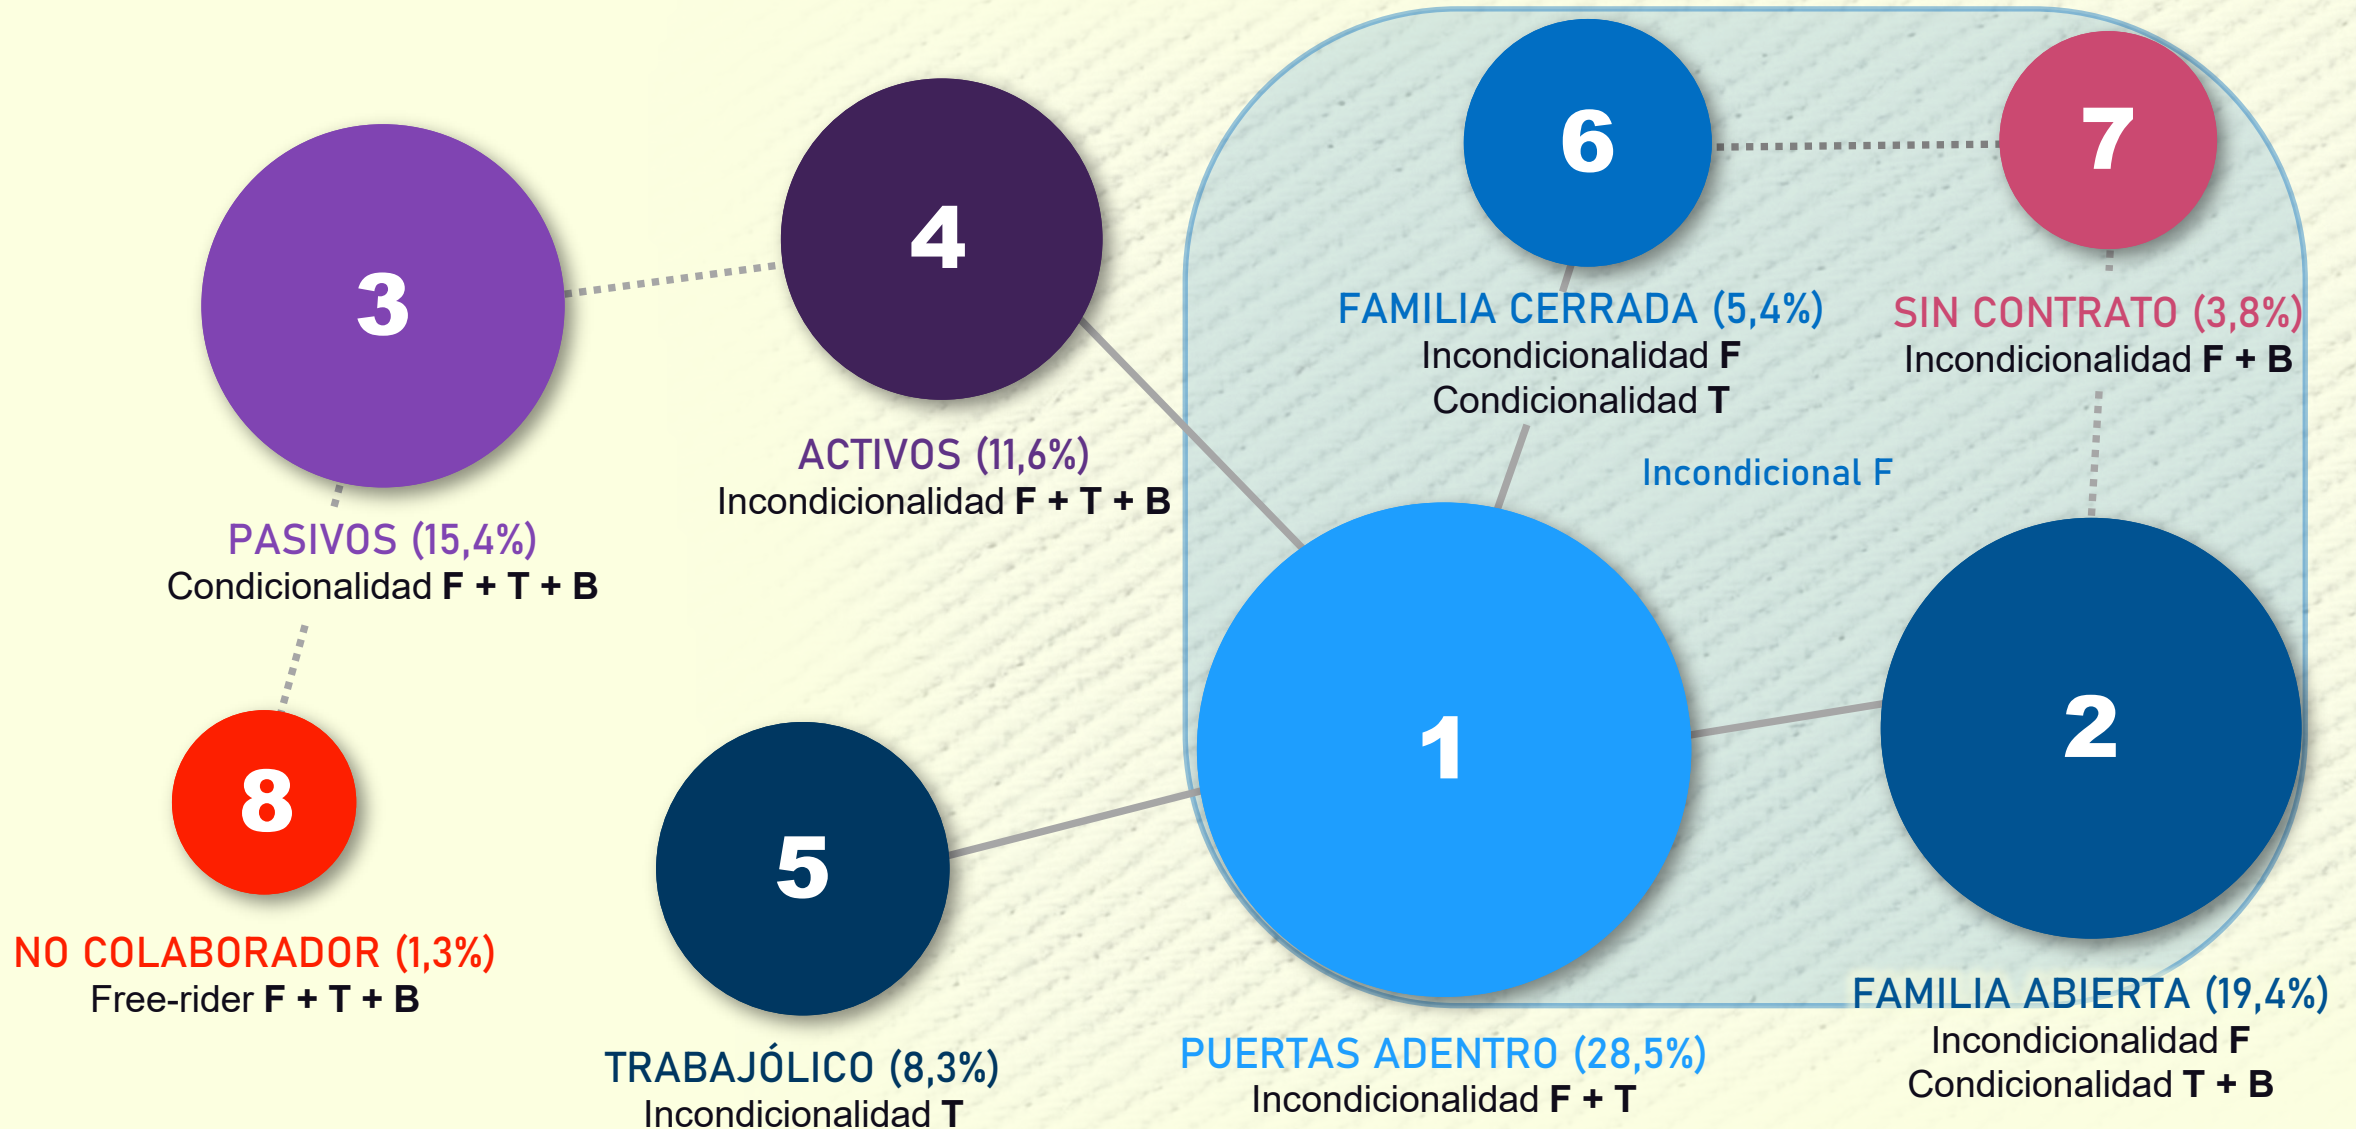 3
PASIVOS (15,4%)
Condicionalidad F + T + B
4
ACTIVOS (11,6%)
Incondicionalidad F + T + B
6
FAMILIA CERRADA (5,4%)
Incondicionalidad F
Condicionalidad T
7
SIN CONTRATO (3,8%)
Incondicionalidad F + B
Incondicional F
8
NO COLABORADOR (1,3%)
Free-rider F + T + B
5
TRABAJÓLICO (8,3%)
Incondicionalidad T
1
PUERTAS ADENTRO (28,5%)
Incondicionalidad F + T
2
FAMILIA ABIERTA (19,4%)
Incondicionalidad F
Condicionalidad T + B